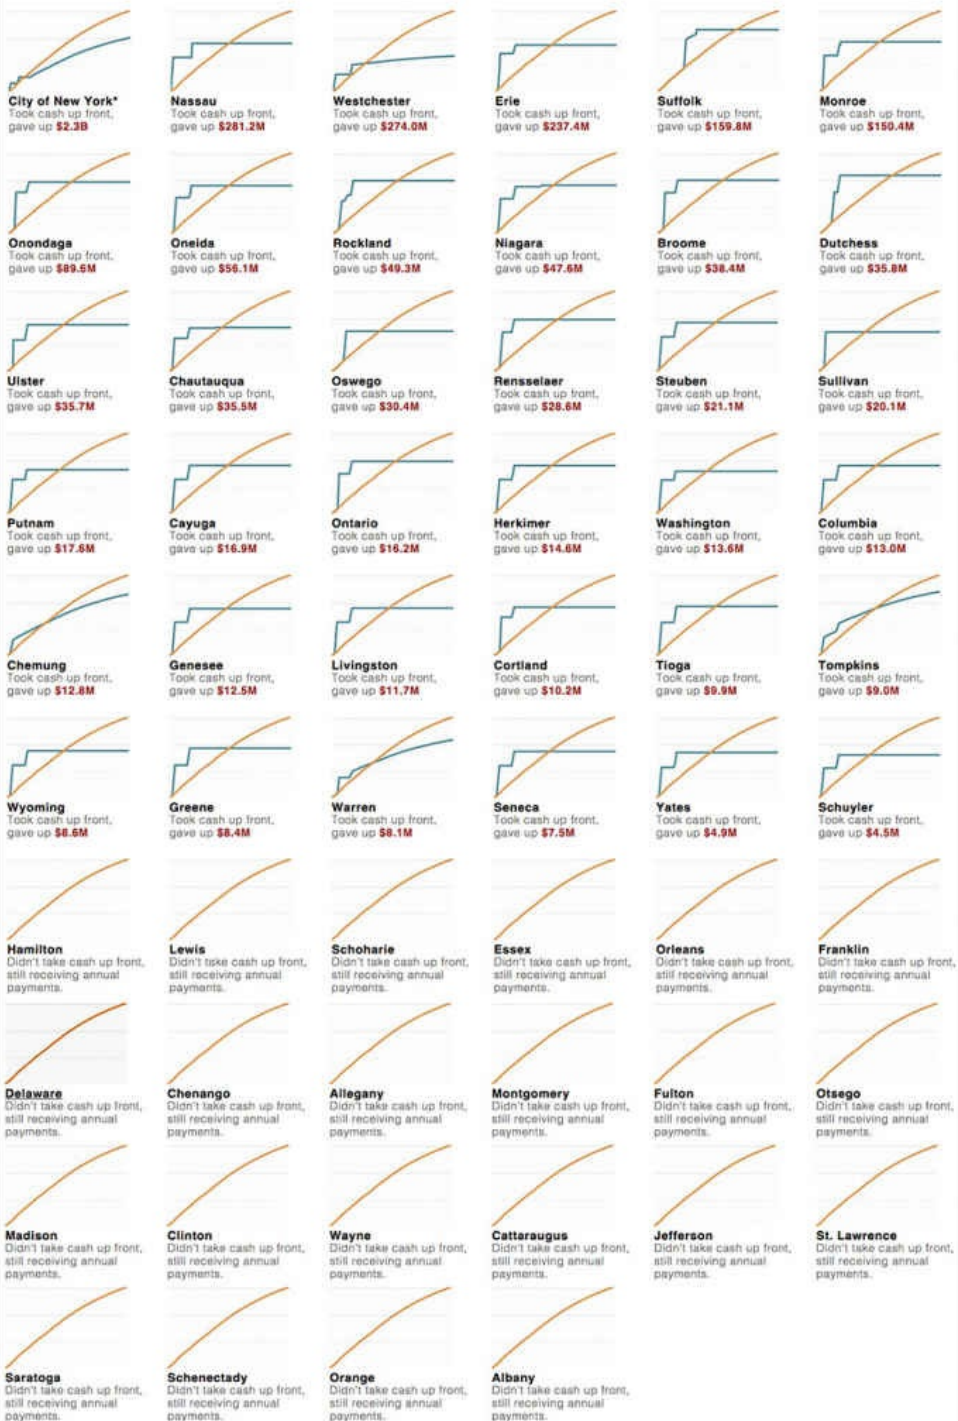 City of New York*
Took cash up front,
gave up $2.3B
Nassau
Took cash up front,
gave up $281.2M
Westchester
Took cash up front,
gave up $274.0M
Erie
Took cash up front,
gave up $237.4M
Suffolk
Took cash up front,
gave up $159.8M
Monroe
Took cash up front,
gave up $150.4M
Onondaga
Took cash up front,
gave up $89.6M
Oneida
Took cash up front,
gave up $56.1M
Rockland
Took cash up front,
gave up $49.3M
Niagara
Took cash up front,
gave up $47.6M
Broome
Took cash up front,
gave up $38.4M
Dutchess
Took cash up front,
gave up $35.8M
Ulster
Took cash up front,
gave up $35.7M
Chautauqua
Took cash up front,
gave up $35.5M
Oswego
Took cash up front,
gave up $30.4M
Rensselaer
Took cash up front,
gave up $28.6M
Steuben
Took cash up front,
gave up $21.1M
Sullivan
Took cash up front,
gave up $20.1M
Putnam
Took cash up front,
gave up $17.6M
Cayuga
Took cash up front,
gave up $16.9M
Ontario
Took cash up front,
gave up $16.2M
Herkimer
Took cash up front,
gave up $14.6M
Washington
Took cash up front,
gave up $13.6M
Columbia
Took cash up front,
gave up $13.0M
Chemung
Took cash up front,
gave up $12.8M
Genesee
Took cash up front,
gave up $12.5M
Livingston
Took cash up front,
gave up $11.7M
Cortland
Took cash up front,
gave up $10.2M
Tioga
Took cash up front,
gave up $9.9M
Tompkins
Took cash up front,
gave up $9.0M
Wyoming
Took cash up front,
gave up $8.6M
Greene
Took cash up front,
gave up $8.4M
Warren
Took cash up front,
gave up $8.1M
Seneca
Took cash up front,
gave up $7.5M
Yates
Took cash up front,
gave up $4.9M
Schuyler
Took cash up front,
gave up $4.5M
Hamilton
Didn't take cash up front,
still receiving annual
payments.
Lewis
Didn't take cash up front,
still receiving annual
payments.
Schoharie
Didn't take cash up front,
still receiving annual
payments.
Essex
Didn't take cash up front,
still receiving annual
payments.
Orleans
Didn't take cash up front,
still receiving annual
payments.
Franklin
Didn't take cash up front,
still receiving annual
payments.
Delaware
Didn't take cash up front,
still receiving annual
payments.
Chenango
Didn't take cash up front,
still receiving annual
payments.
Allegany
Didn't take cash up front,
still receiving annual
payments.
Montgomery
Didn't take cash up front,
still receiving annual
payments.
Fulton
Didn't take cash up front,
still receiving annual
payments.
Otsego
Didn't take cash up front,
still receiving annual
payments.
Madison
Didn't take cash up front,
still receiving annual
payments.
Clinton
Didn't take cash up front,
still receiving annual
payments.
Wayne
Didn't take cash up front,
still receiving annual
payments.
Cattaraugus
Didn't take cash up front,
still receiving annual
payments.
Jefferson
Didn't take cash up front,
still receiving annual
payments.
St. Lawrence
Didn't take cash up front,
still receiving annual
payments.
Saratoga
Didn't take cash up front,
still receiving annual
payments.
Schenectady
Didn't take cash up front,
still receiving annual
payments.
Orange
Didn't take cash up front,
still receiving annual
payments.
Albany
Didn't take cash up front,
still receiving annual
payments.